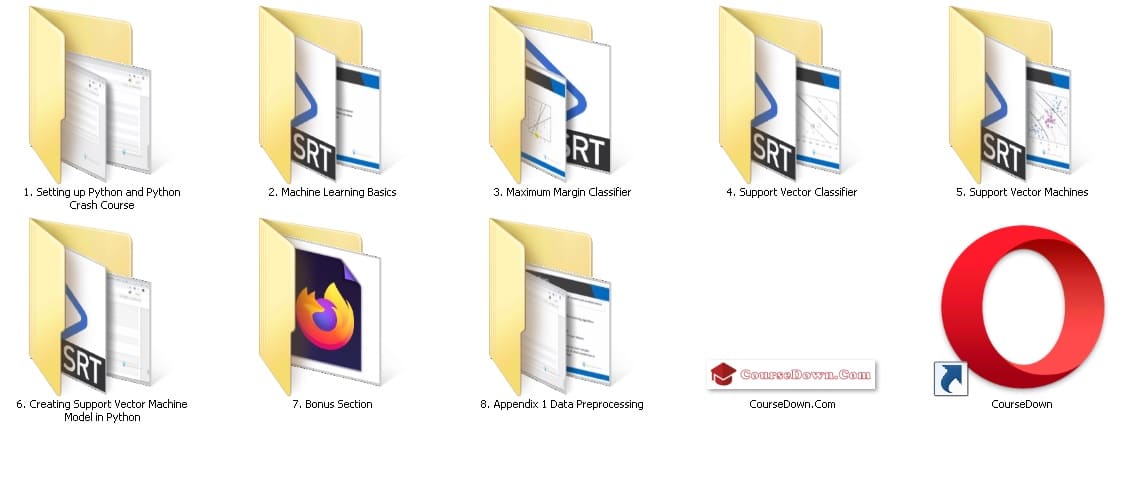 SRT
SRT
SRT
SRT
1. Setting up Python and Python
Crash Course
2. Machine Learning Basics
3. Maximum Margin Classifier
4. Support Vector Classifier
5. Support Vector Machines
SRT
CourseDown.Com
6. Creating Support Vector Machine
Model in Python
7. Bonus Section
8. Appendix 1 Data Preprocessing
CourseDown.Com
CourseDown